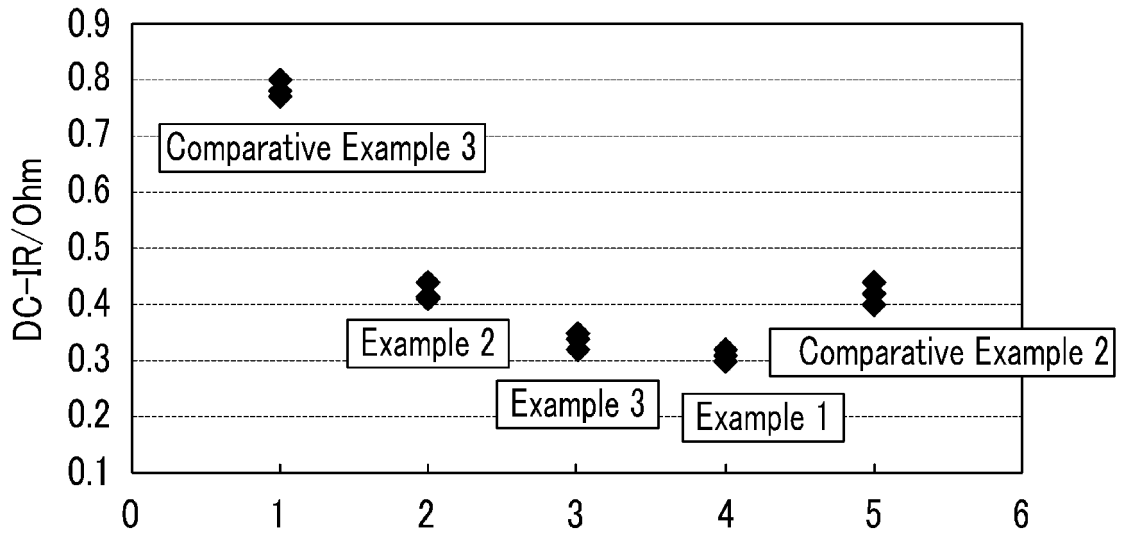 0.9
0.8
0.7
0.6
0.5
0.4
0.3
0.2
0.1
DC-IR/Ohm
Comparative Example 3
Example 2
Example 3
Example 1
Comparative Example 2
0 1 2 3 4 5 6